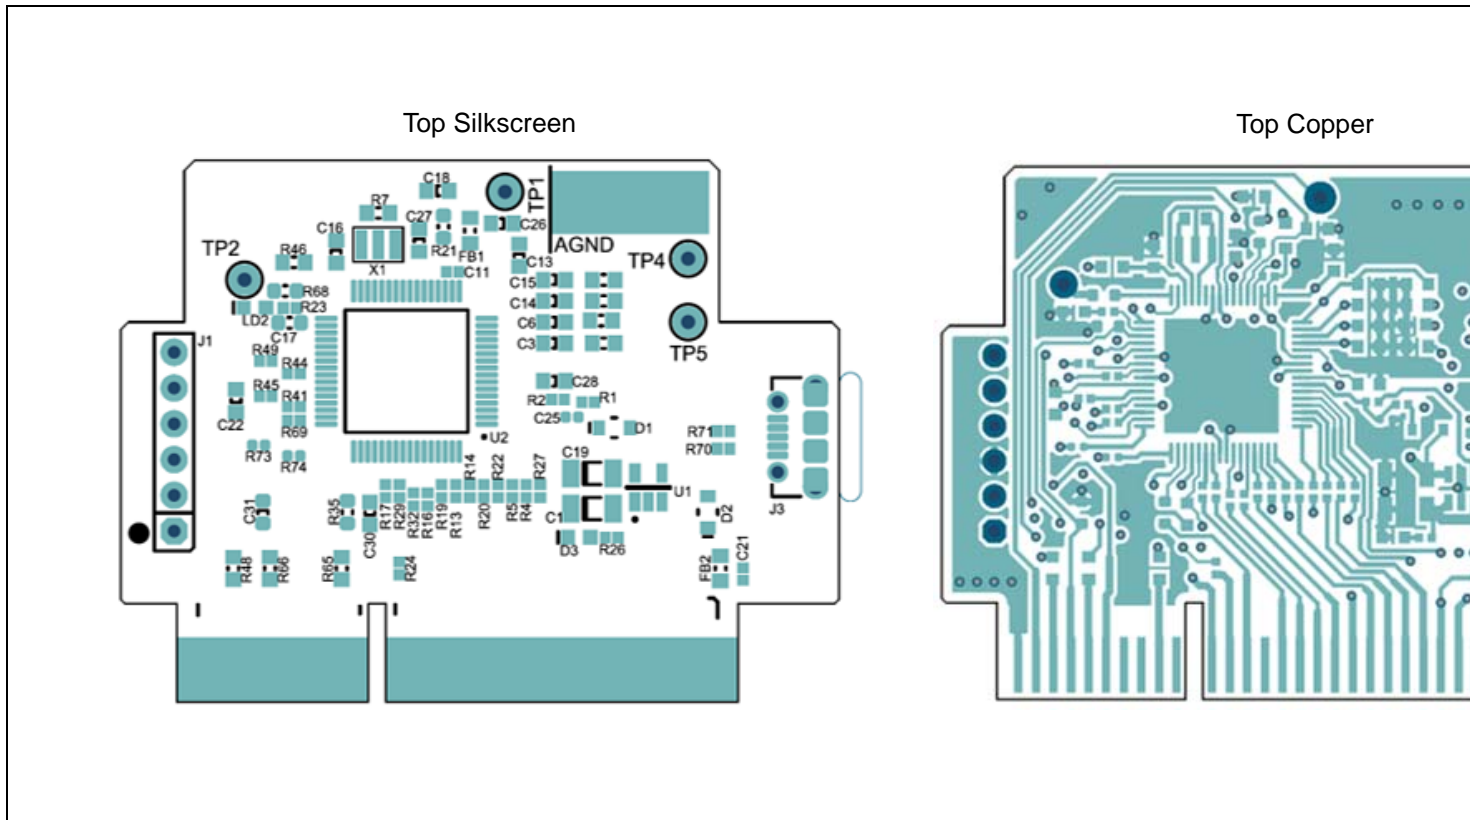 Top Silkscreen
Top Copper
C18
TP1
R7
C27
C26
C16
R21
FB1
AGND
TP2
R46
X1
C13
TP4
C11
R68
C15
R23
C14
LD2
C17
C6
J1
C3
TP5
R49
R44
R45
C28
R41
R2
R1
C22
C25
R69
D1
U2
R71
R73
R70
R74
C19
R14
R22
R27
U1
C31
R35
R17
R29
R32
R16
R19
R13
R20
R5
R4
C1
D2
J3
C30
D3
R26
C21
R48
R66
R65
R24
FB2